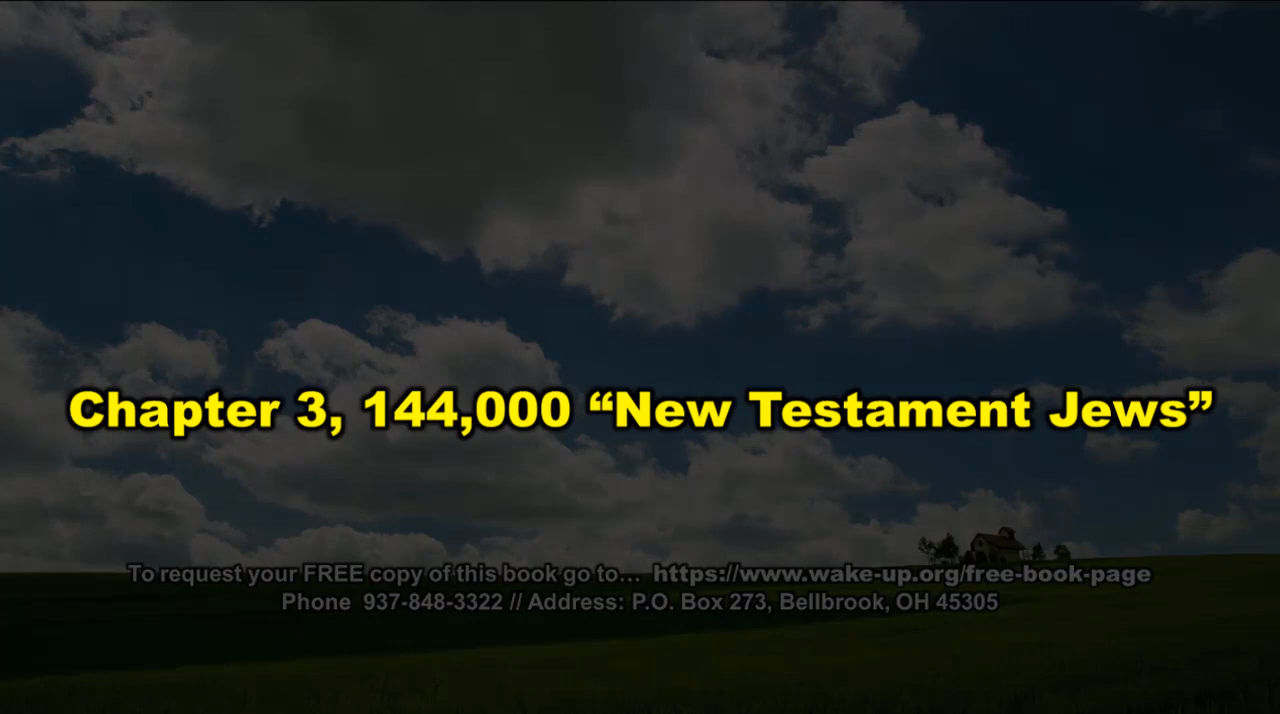 Chapter 3, 144,000 “New Testament Jews”
To request your FREE copy of this book go to... https://www.wake-up.org/free-book-page
Phone 937-848-3322 // Address: P.O. Box 273, Bellbrook, OH 45305